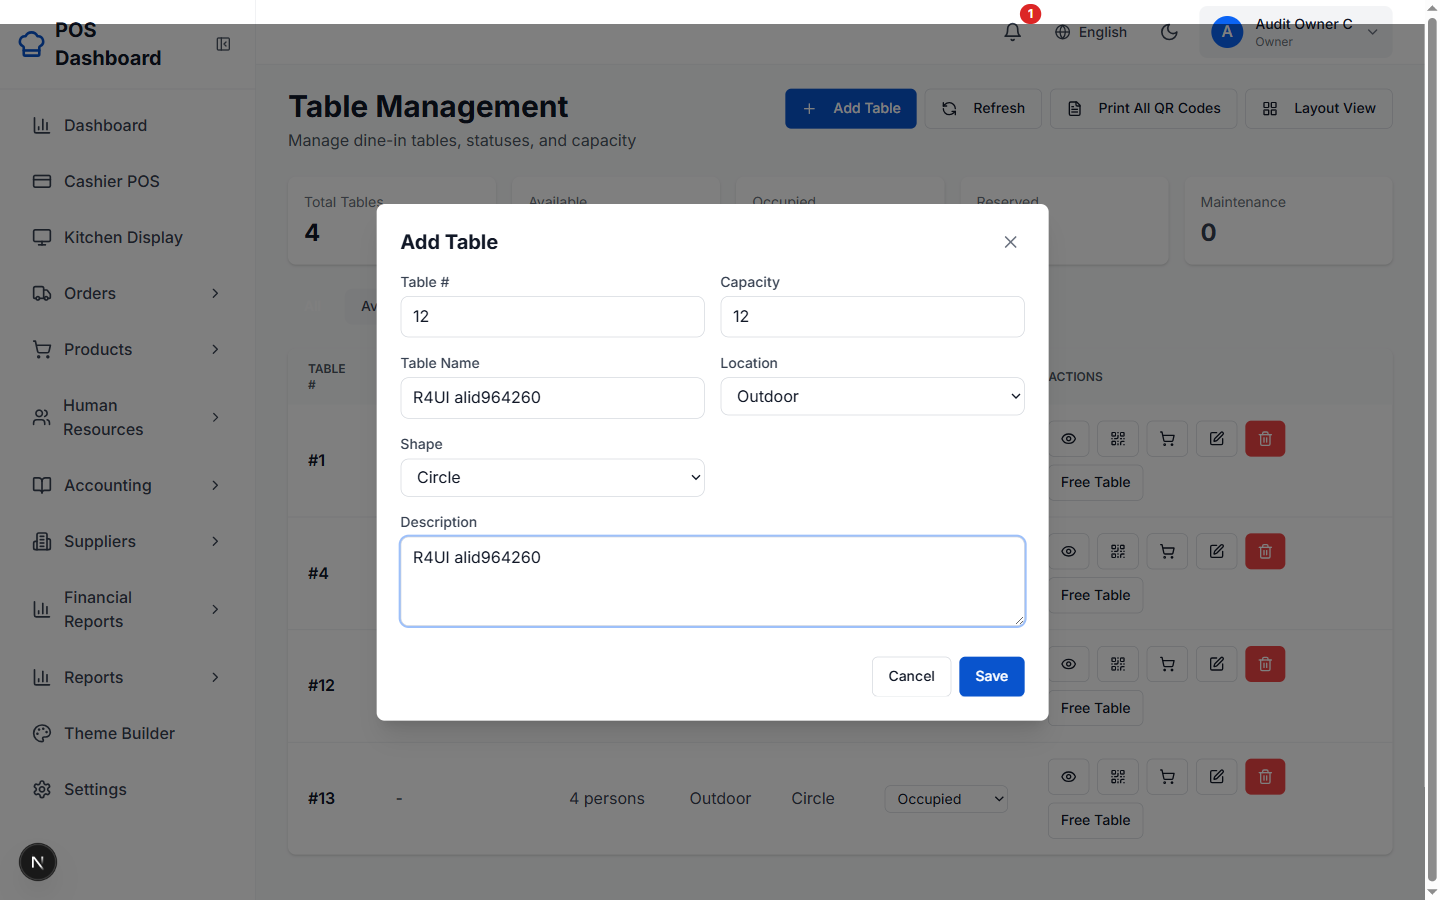 POS
Dashboard
1
English
A
Audit Owner C
Owner
Dashboard
Cashier POS
Kitchen Display
Orders
Products
Human
Resources
Accounting
Suppliers
Financial
Reports
Reports
Theme Builder
Settings
N
Table Management
Manage dine-in tables, statuses, and capacity
Add Table
Refresh
Print All QR Codes
Layout View
Total Tables
4
Available
Occupied
Reserved
Maintenance
0
Add Table
Table #
12
Capacity
12
Table Name
R4UI alid964260
Location
Outdoor
Shape
Circle
Description
R4UI alid964260
Cancel
Save
TABLE
#
ACTIONS
#1
Free Table
#4
Free Table
#12
Free Table
#13
-
4 persons
Outdoor
Circle
Occupied
Free Table